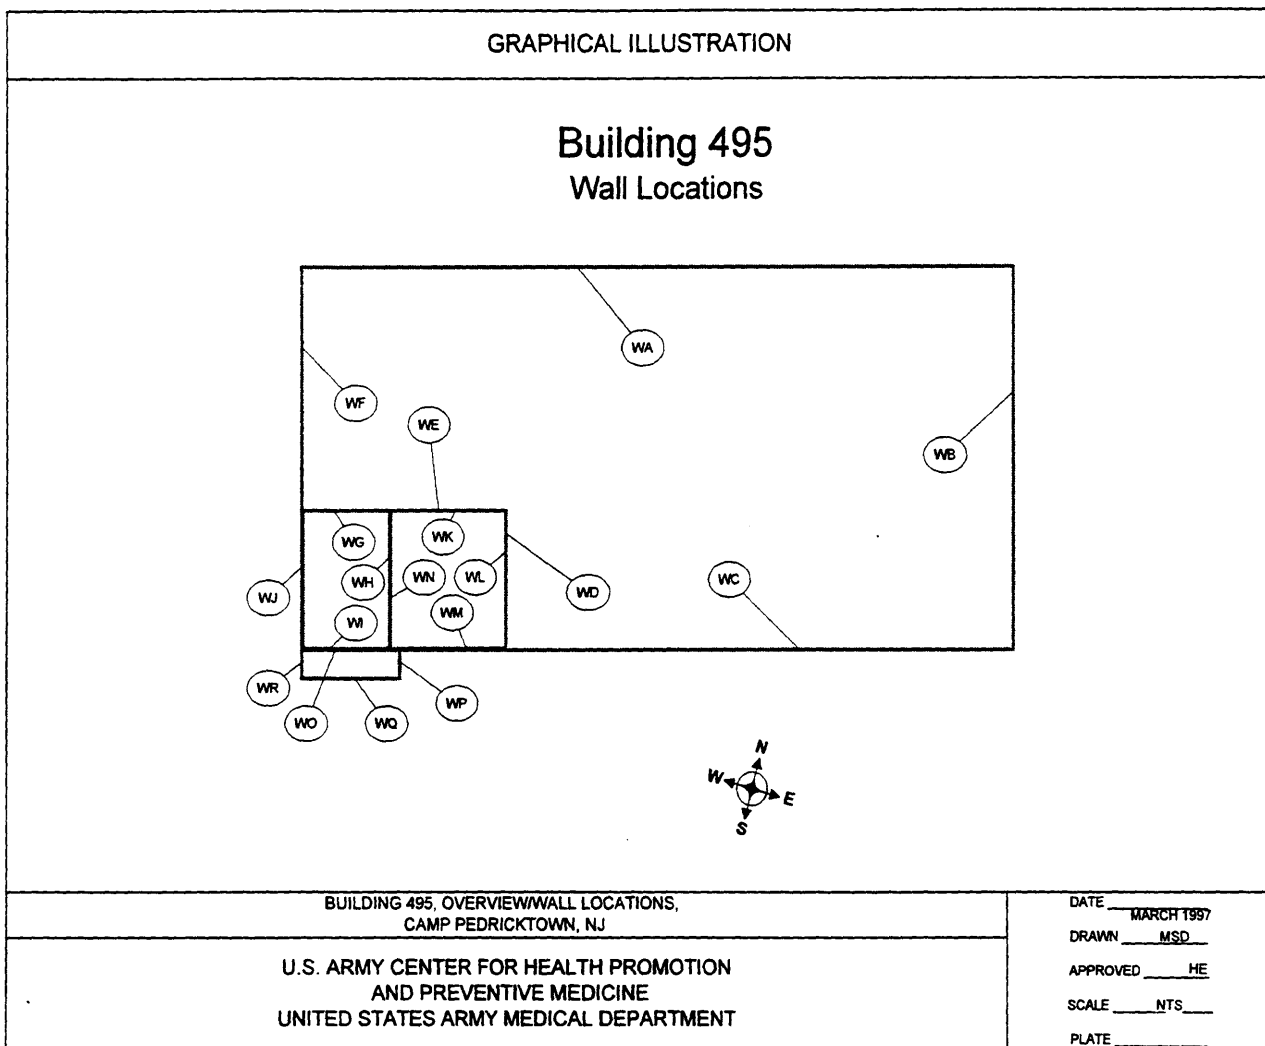 GRAPHICAL ILLUSTRATION
Building 495
Wall Locations
WA
WF
WE
WB
WG
WK
WH
WN
WL
WJ
WD
WC
WI
WM
WR
WP
WO
WQ
N
W
E
S
BUILDING 495, OVERVIEW/WALL LOCATIONS,
CAMP PEDRICKTOWN, NJ
U.S. ARMY CENTER FOR HEALTH PROMOTION
AND PREVENTIVE MEDICINE
UNITED STATES ARMY MEDICAL DEPARTMENT
DATE MARCH 1997
DRAWN MSD
APPROVED HE
SCALE NTS
PLATE